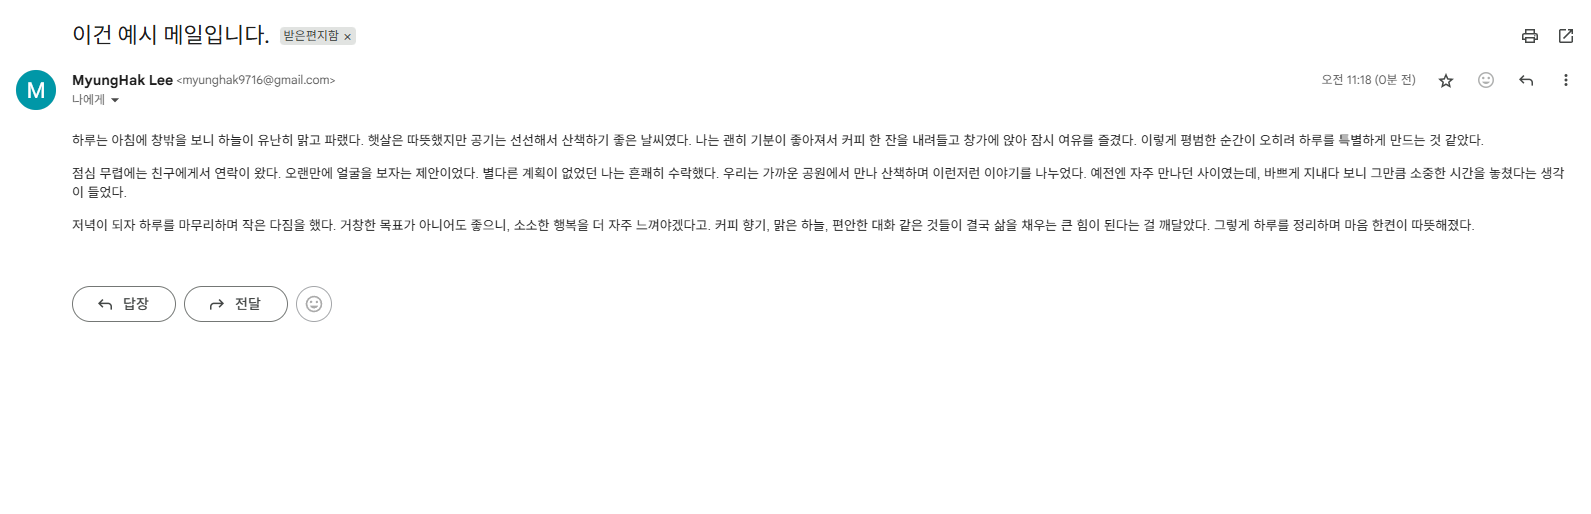 이건 예시 메일입니다. 받은편지함 ×
MyungHak Lee <myunghak9716@gmail.com>
오전 11:18 (0분 전)
나에게
하루는 아침에 창밖을 보니 하늘이 유난히 맑고 파랬다. 햇살은 따뜻했지만 공기는 선선해서 산책하기 좋은 날씨였다. 나는 괜히 기분이 좋아져서 커피 한 잔을 내려들고 창가에 앉아 잠시 여유를 즐겼다. 이렇게 평범한 순간이 오히려 하루를 특별하게 만드는 것 같았다.
점심 무렵에는 친구에게서 연락이 왔다. 오랜만에 얼굴을 보자는 제안이었다. 별다른 계획이 없었던 나는 흔쾌히 수락했다. 우리는 가까운 공원에서 만나 산책하며 이런저런 이야기를 나누었다. 예전엔 자주 만나던 사이였는데, 바쁘게 지내다 보니 그만큼 소중한 시간을 놓쳤다는 생각
이 들었다.
저녁이 되자 하루를 마무리하며 작은 다짐을 했다. 거창한 목표가 아니어도 좋으니, 소소한 행복을 더 자주 느껴야겠다고. 커피 향기, 맑은 하늘, 편안한 대화 같은 것들이 결국 삶을 채우는 큰 힘이 된다는 걸 깨달았다. 그렇게 하루를 정리하며 마음 한켠이 따뜻해졌다.
답장
전달
M